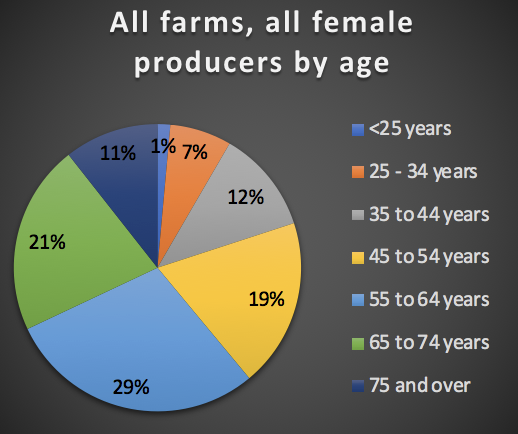 All farms, all female
producers by age
1%
7%
12%
19%
29%
21%
11%
<25 years
25 - 34 years
35 to 44 years
45 to 54 years
55 to 64 years
65 to 74 years
75 and over